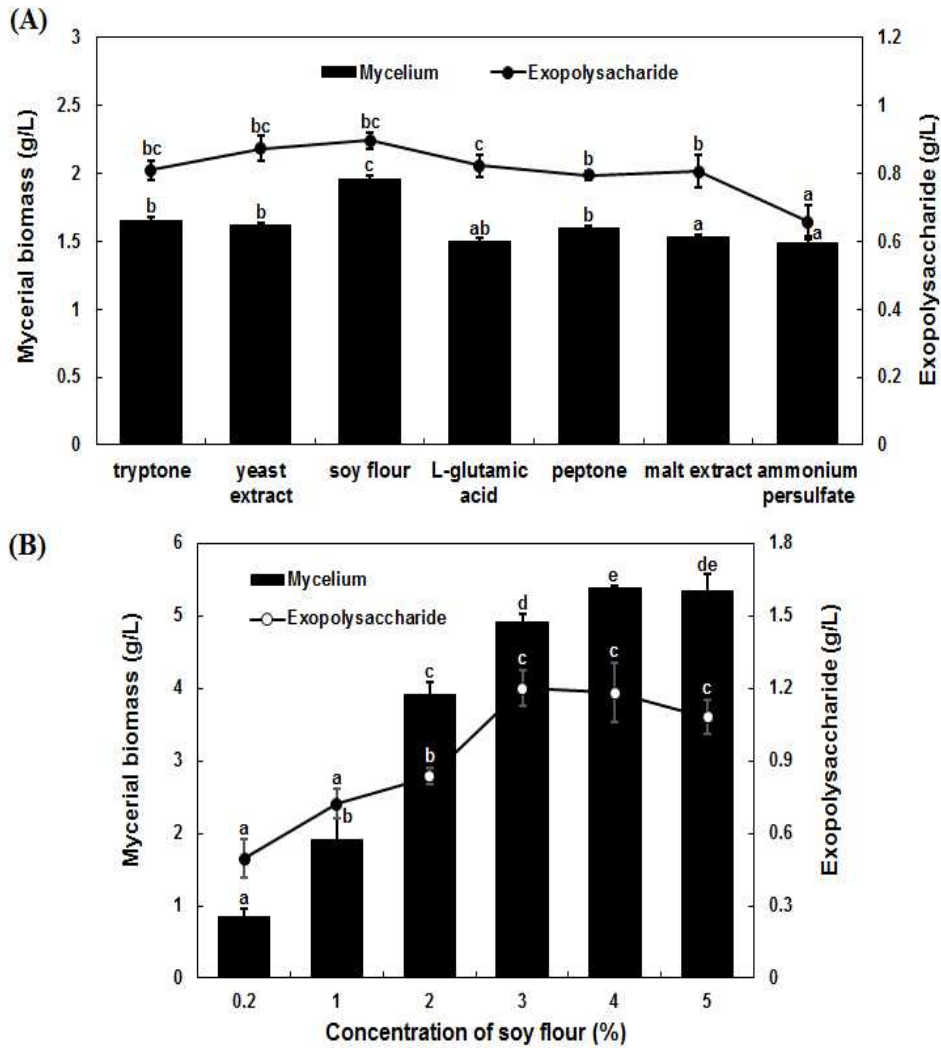 (A)
3
2.5
2
1.5
1
0.5
0
Mycerial biomass (g/L)
Mycelium
Exopolysacharide
1.2
1
0.8
0.6
0.4
0.2
0
Exopolysaccharide (g/L)
bc
bc
bc
c
b
b
a
b
b
c
ab
b
a
a
tryptone
yeast extract
soy flour
L-glutamic acid
peptone
malt extract
ammonium persulfate
(B)
6
5
4
3
2
1
0
Mycerial biomass (g/L)
Mycelium
Exopolysaccharide
1.8
1.5
1.2
0.9
0.6
0.3
0
Exopolysaccharide (g/L)
a
a
b
c
c
c
a
b
c
d
e
de
0.2 1 2 3 4 5
Concentration of soy flour (%)